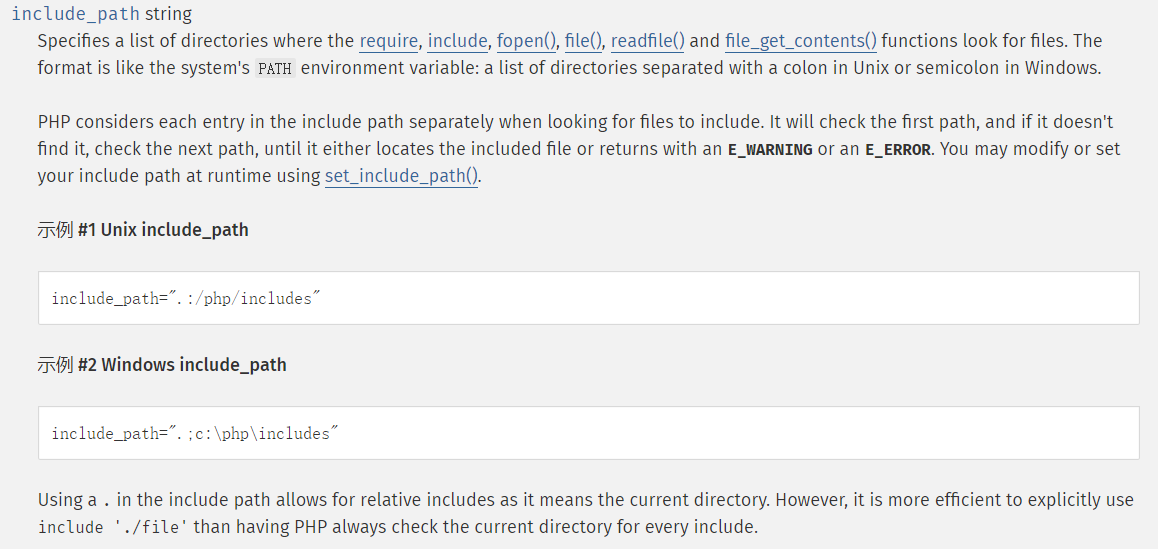 include_path string
Specifies a list of directories where the require, include, fopen(), file(), readfile() and file_get_contents() functions look for files. The
format is like the system's PATH environment variable: a list of directories separated with a colon in Unix or semicolon in Windows.
PHP considers each entry in the include path separately when looking for files to include. It will check the first path, and if it doesn't
find it, check the next path, until it either locates the included file or returns with an E_WARNING or an E_ERROR. You may modify or set
your include path at runtime using set_include_path().
示例 #1 Unix include_path
include_path=".:/php/includes"
示例 #2 Windows include_path
include_path=".;c:\php\includes"
Using a . in the include path allows for relative includes as it means the current directory. However, it is more efficient to explicitly use
include './file' than having PHP always check the current directory for every include.